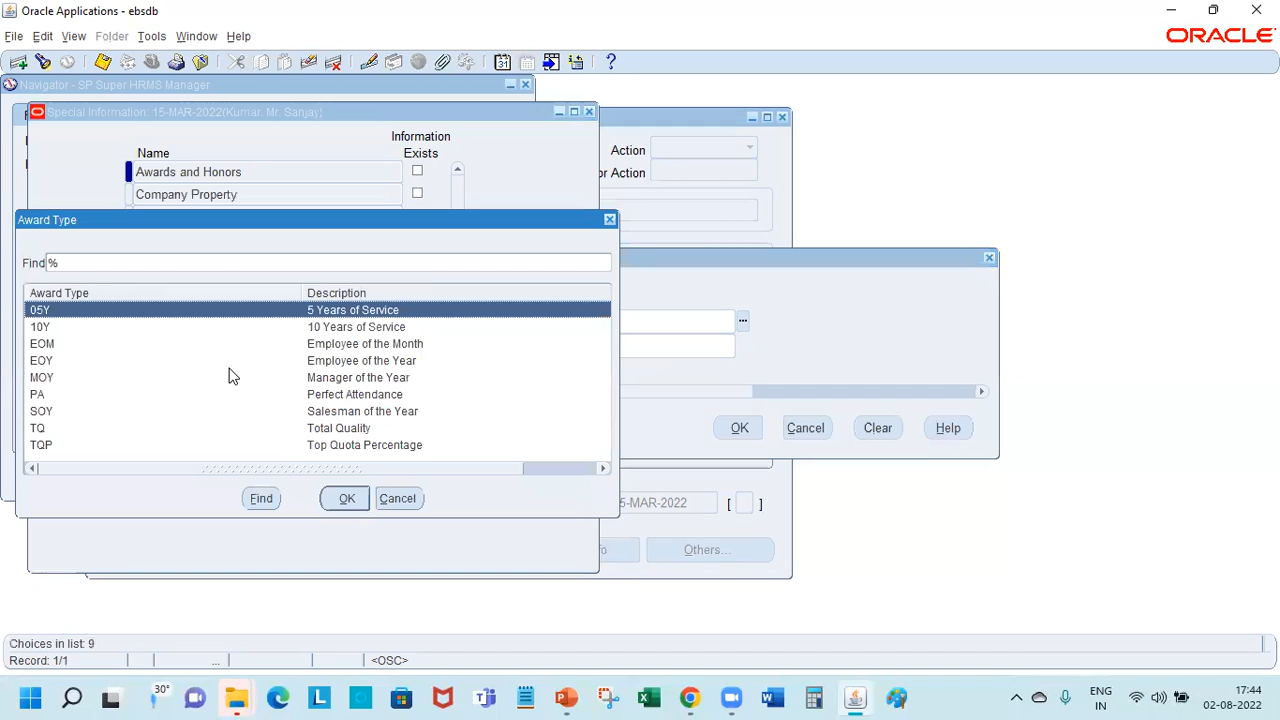 Oracle Applications - ebsdb
File Edit View Folder Tools Window Help
ORACLE
Navigator - SP Super HRMS Manager
Special Information: 15-MAR-2022(Kumar. Mr. Sanjay)
Information
Name Exists
Awards and Honors
Company Property
Action
or Action
Award Type
Find %
Award Type Description
05Y 5 Years of Service
10Y 10 Years of Service
EOM Employee of the Month
EOY Employee of the Year
MOY Manager of the Year
PA Perfect Attendance
SOY Salesman of the Year
TQ Total Quality
TQP Top Quota Percentage
Find OK Cancel
OK Cancel Clear Help
5-MAR-2022 [ ]
fo Others...
Choices in list: 9
Record: 1/1 ... <OSC>
30°
ENG
IN
17:44
02-08-2022